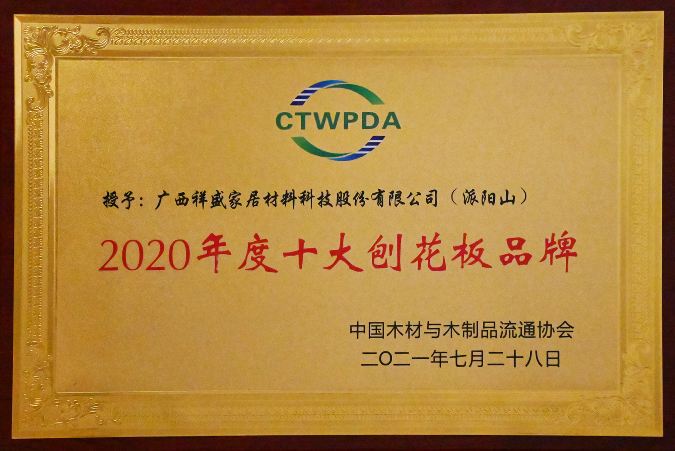 CTWPDA
授予：广西祥盛家居材料科技股份有限公司（派阳山）
2020年度十大刨花板品牌
中国木材与木制品流通协会
二〇二一年七月二十八日